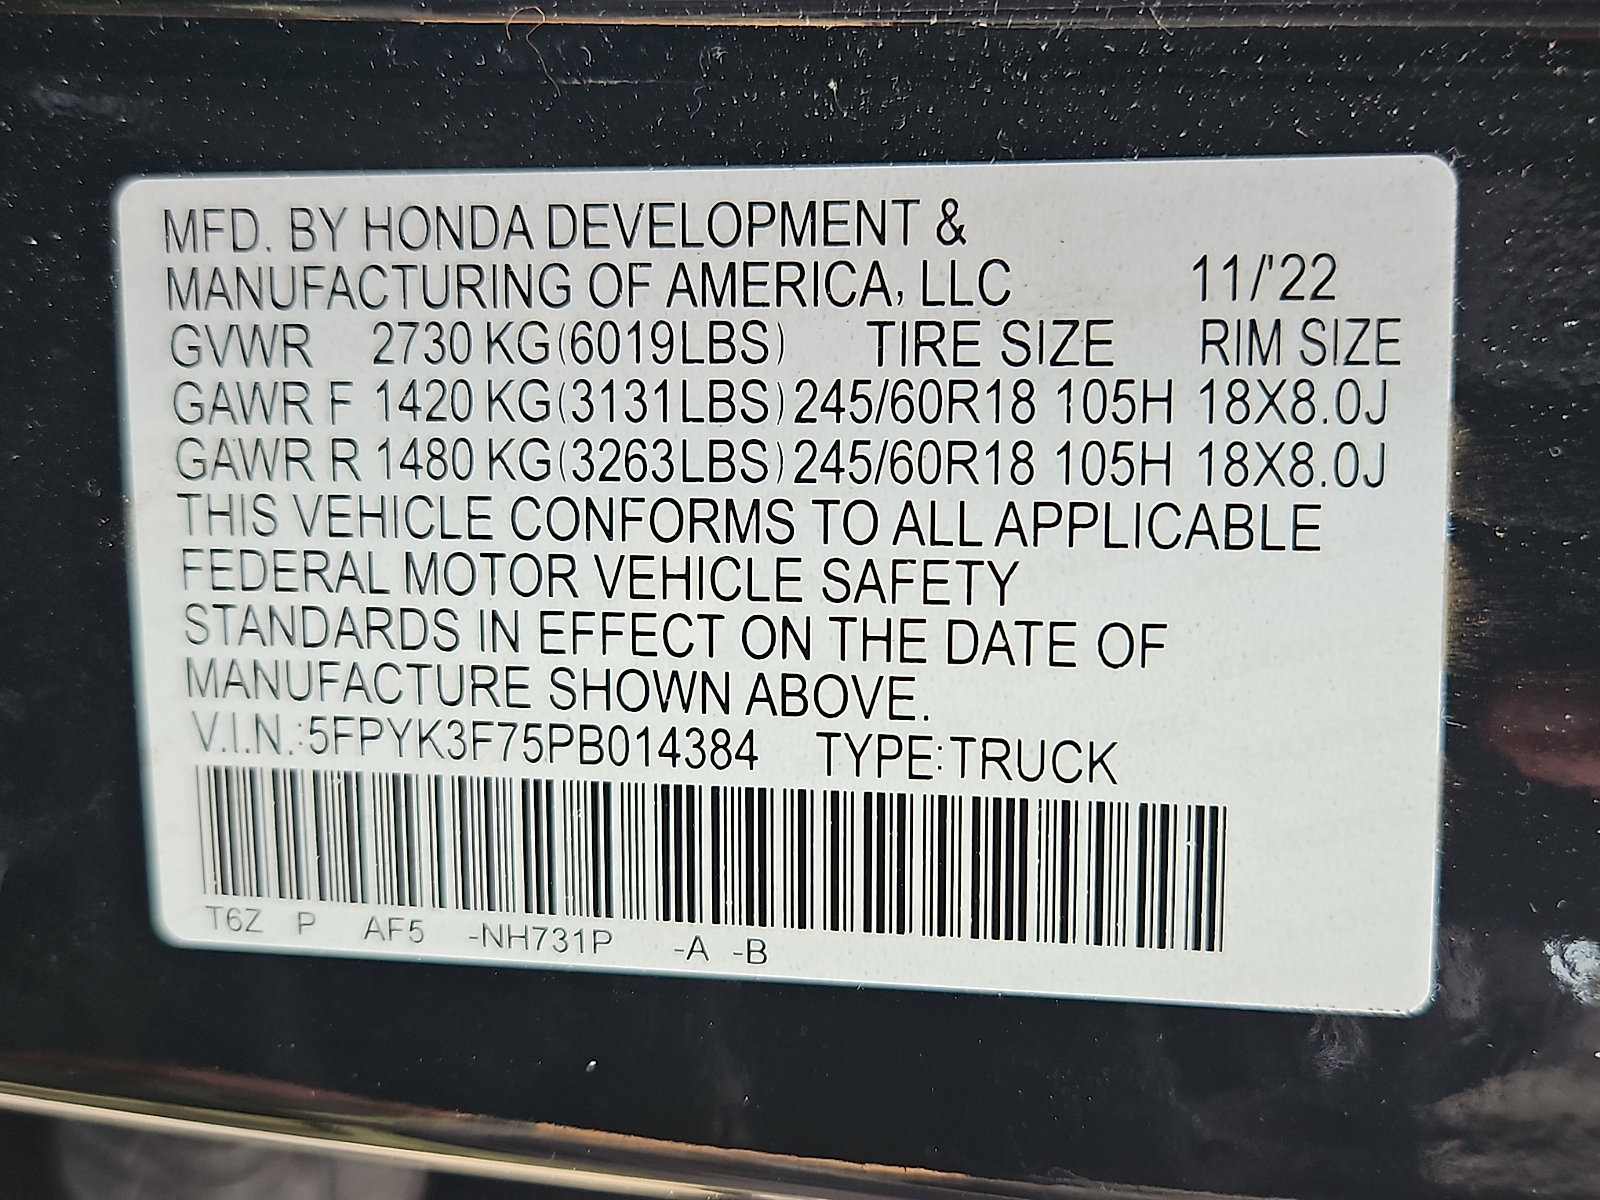 MFD. BY HONDA DEVELOPMENT &
MANUFACTURING OF AMERICA, LLC 11/'22
GVWR 2730 KG(6019LBS) TIRE SIZE RIM SIZE
GAWR F 1420 KG(3131LBS) 245/60R18 105H 18X8.0J
GAWR R 1480 KG(3263LBS) 245/60R18 105H 18X8.0J
THIS VEHICLE CONFORMS TO ALL APPLICABLE
FEDERAL MOTOR VEHICLE SAFETY
STANDARDS IN EFFECT ON THE DATE OF
MANUFACTURE SHOWN ABOVE.
V.I.N.:5FPYK3F75PB014384 TYPE:TRUCK
T6Z P AF5 -NH731P -A -B